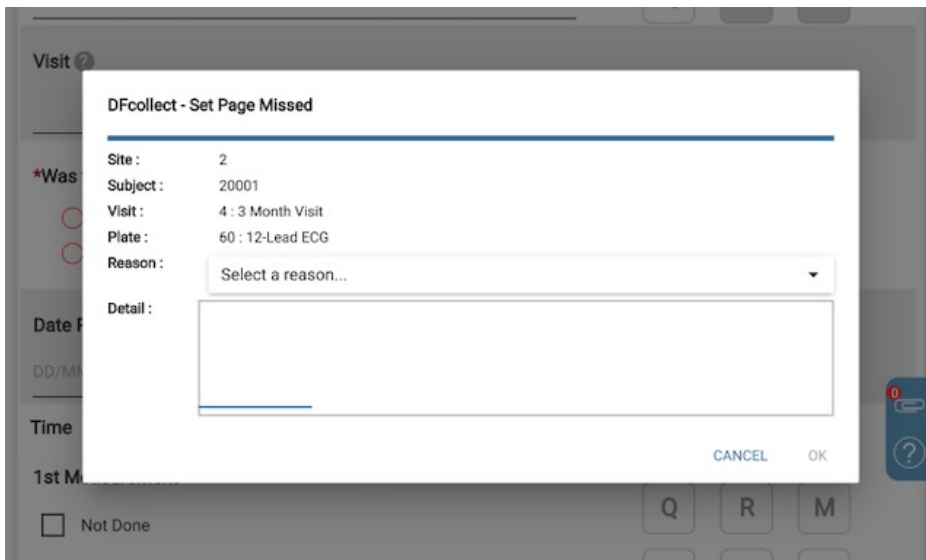 Visit ?
DFcollect - Set Page Missed
Site : 2
Subject : 20001
*Was
Visit : 4 : 3 Month Visit
Plate : 60 : 12-Lead ECG
Reason : Select a reason...
Detail :
Date
DD/M
0
Time
CANCEL OK
?
1st M
Q R M
Not Done